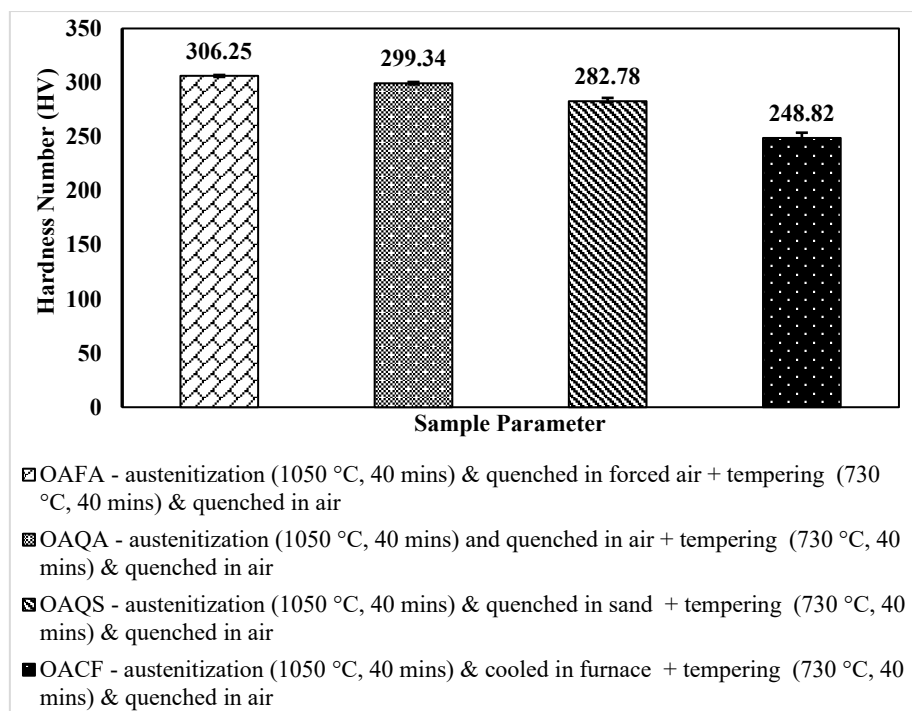 350
300
250
200
150
100
50
0
Hardness Number (HV)
306.25
299.34
282.78
248.82
Sample Parameter
OAFA - austenitization (1050 °C, 40 mins) & quenched in forced air + tempering (730
°C, 40 mins) & quenched in air
OAQA - austenitization (1050 °C, 40 mins) and quenched in air + tempering (730 °C, 40
mins) & quenched in air
OAQS - austenitization (1050 °C, 40 mins) & quenched in sand + tempering (730 °C, 40
mins) & quenched in air
OACF - austenitization (1050 °C, 40 mins) & cooled in furnace + tempering (730 °C, 40
mins) & quenched in air